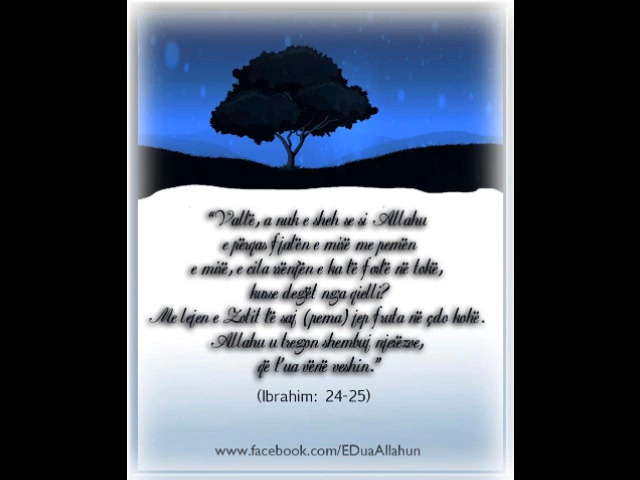 "Vallë, a nuk e sheh se si Allahu
e përqas fjalën e mirë me pemën
e mirë, e cila rrënjën e ka të fortë në tokë,
kurse degët nga qielli?
Me lejen e Zotit të saj (pema) jep fruta në çdo kohë.
Allahu u tregon shembuj njerëzve,
që t'ua vënë veshin."
(Ibrahim: 24-25)
www.facebook.com/EDuaAllahun